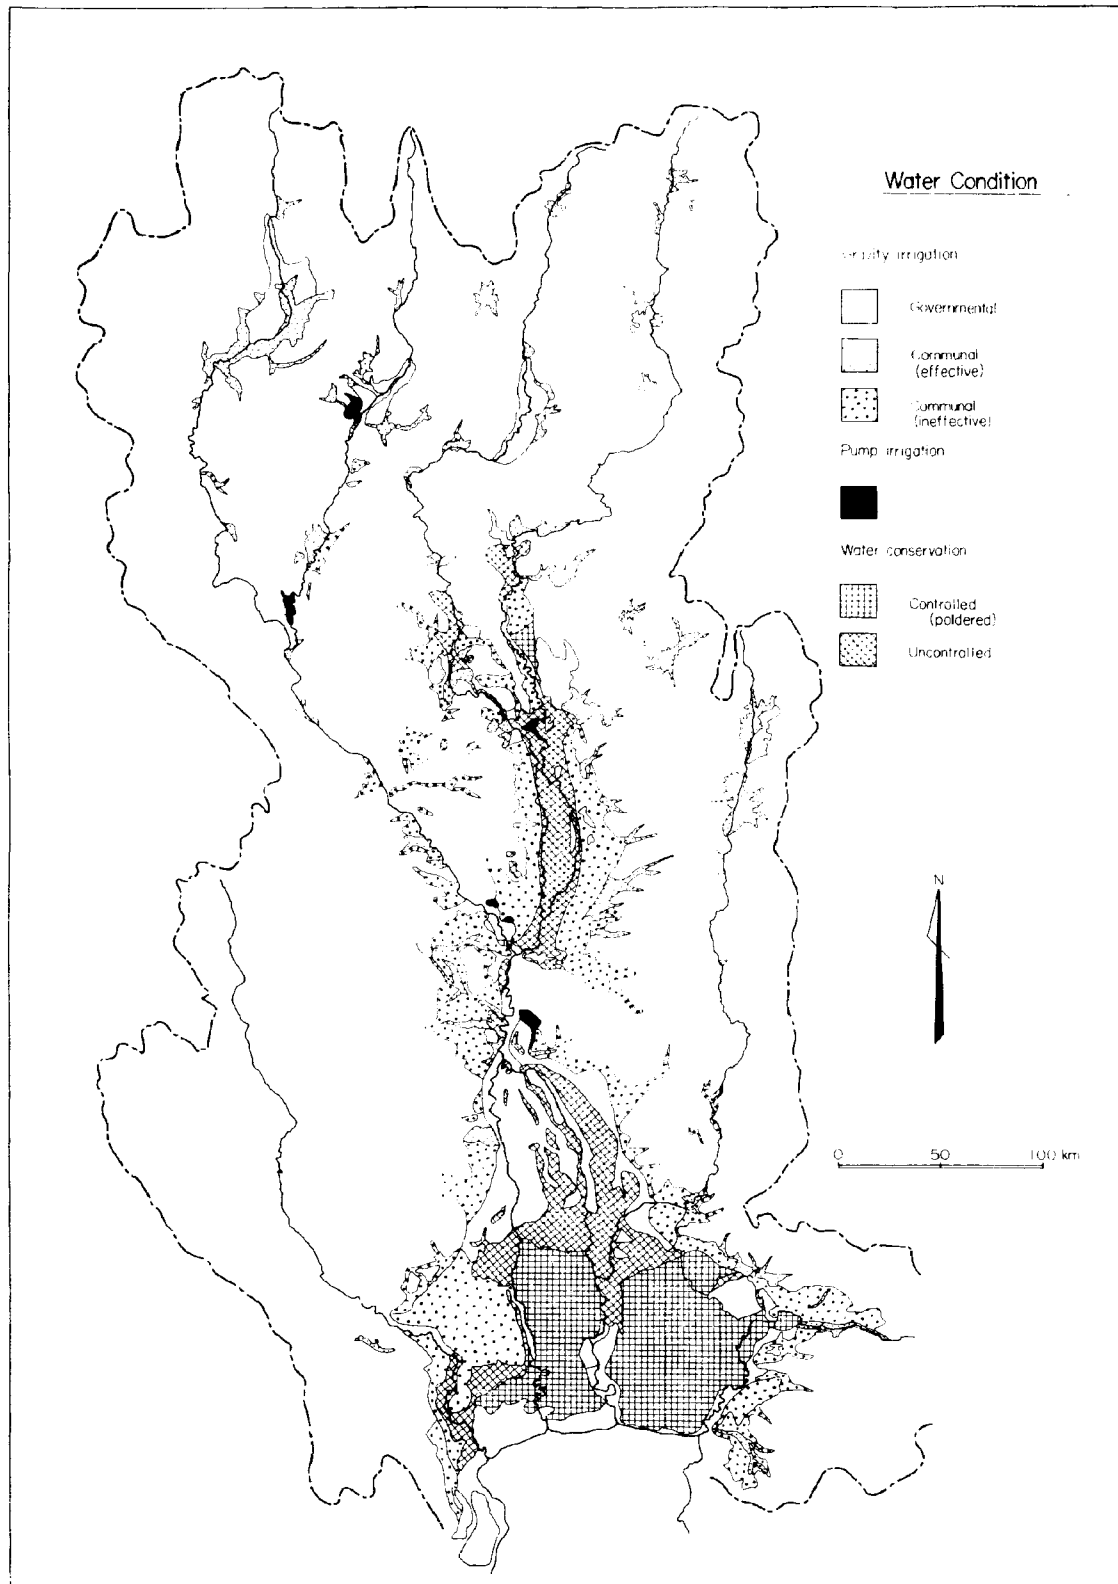 Water Condition
Gravity irrigation
Governmental
Communal
(effective)
Communal
(ineffective)
Pump irrigation
Water conservation
Controlled
(poldered)
Uncontrolled
N
0 50 100 km